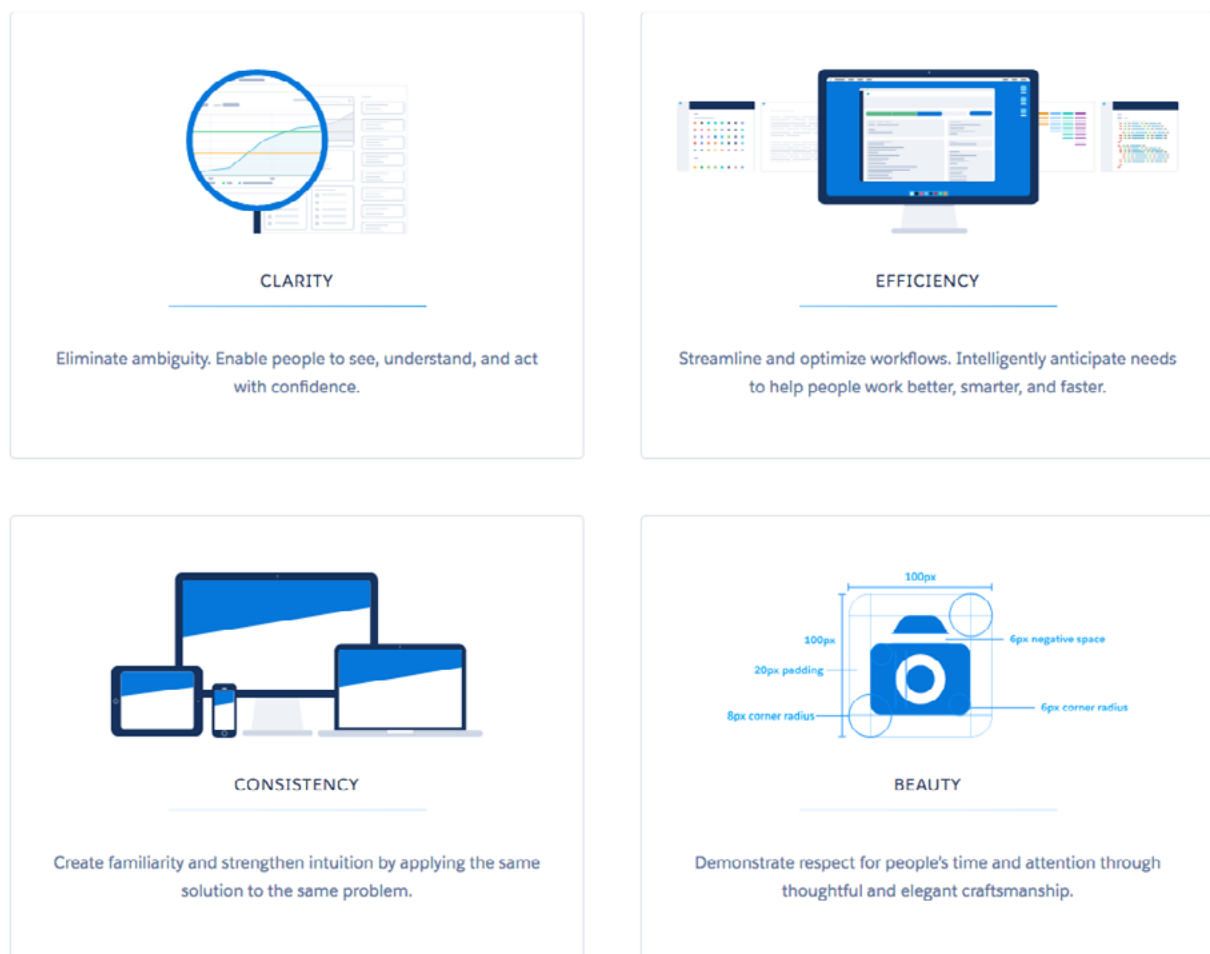 CLARITY
Eliminate ambiguity. Enable people to see, understand, and act
with confidence.
EFFICIENCY
Streamline and optimize workflows. Intelligently anticipate needs
to help people work better, smarter, and faster.
CONSISTENCY
Create familiarity and strengthen intuition by applying the same
solution to the same problem.
100px
100px
6px negative space
20px padding
6px corner radius
8px corner radius
BEAUTY
Demonstrate respect for people's time and attention through
thoughtful and elegant craftsmanship.